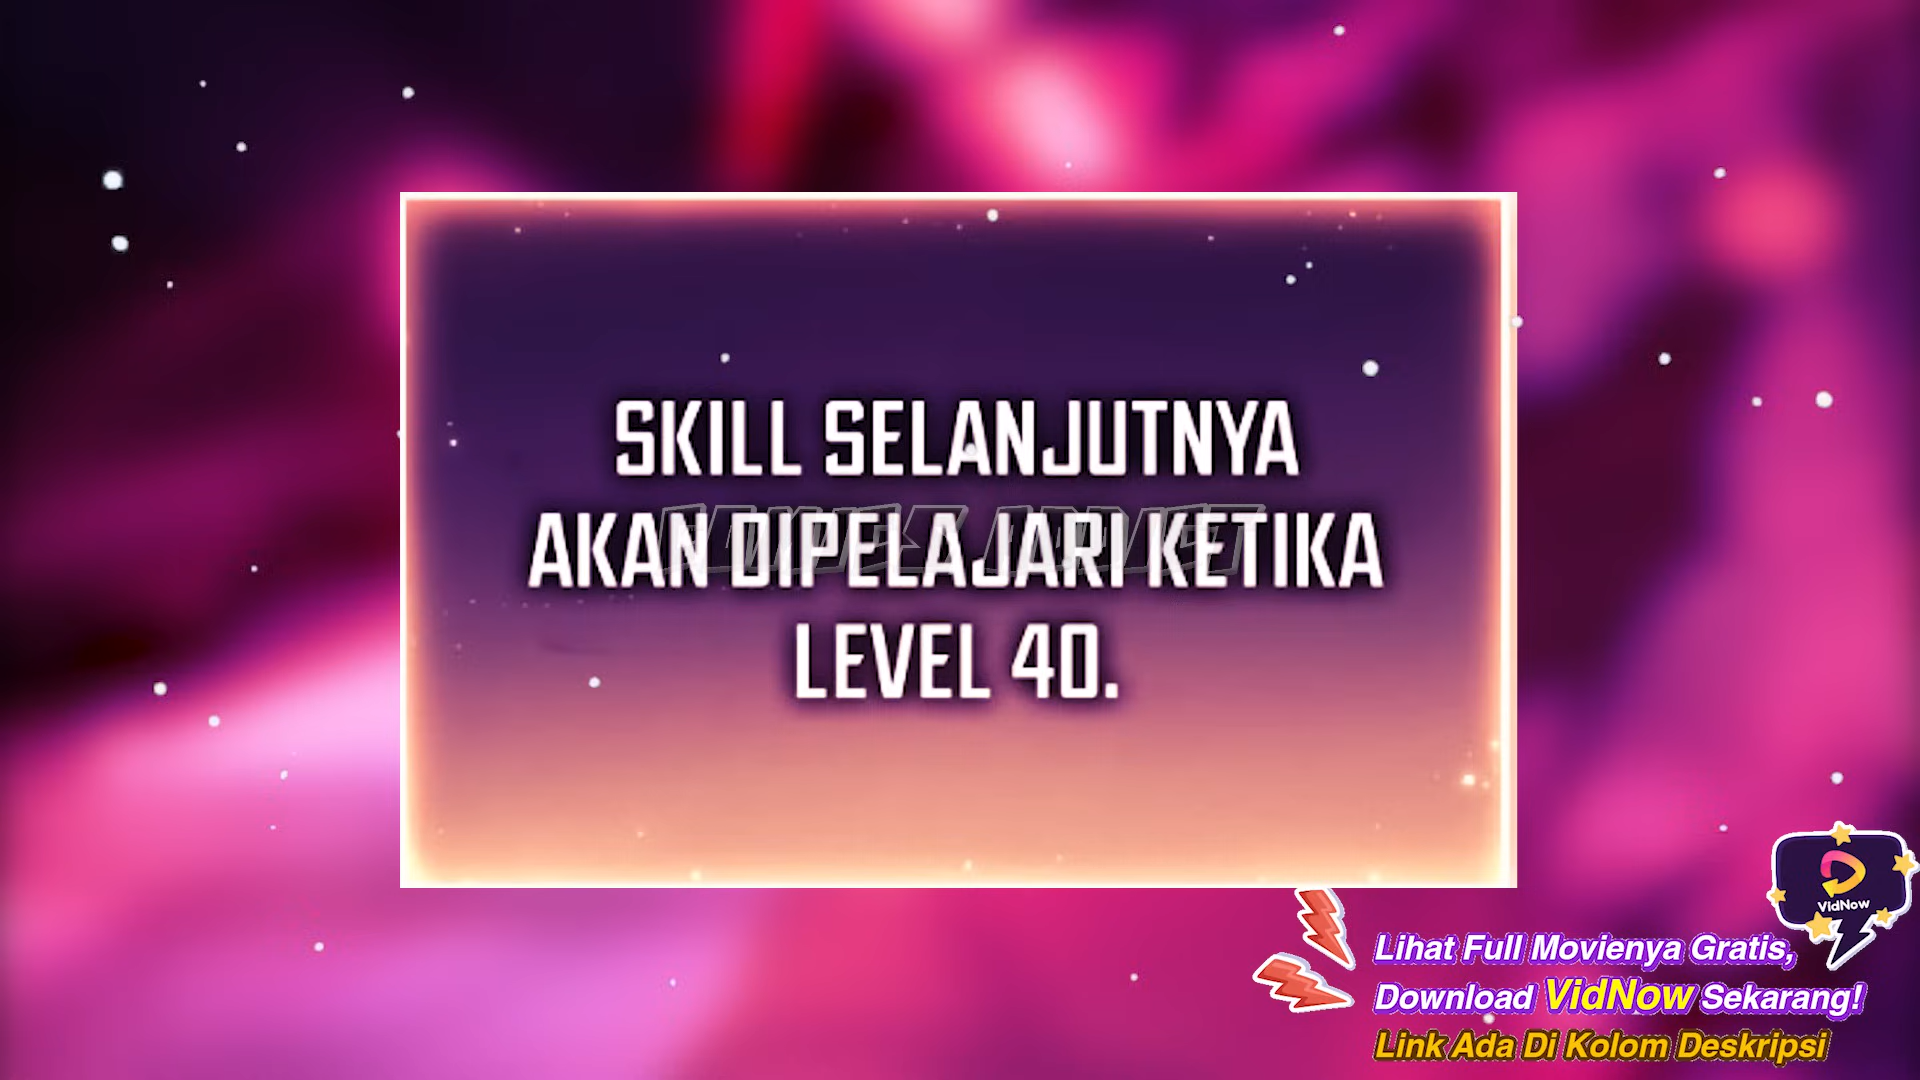 SKILL SELANJUTNYA
AKAN DIPELAJARI KETIKA
LEVEL 40.
VidNow
Lihat Full Movienya Gratis,
Download VidNow Sekarang!
Link Ada Di Kolom Deskripsi